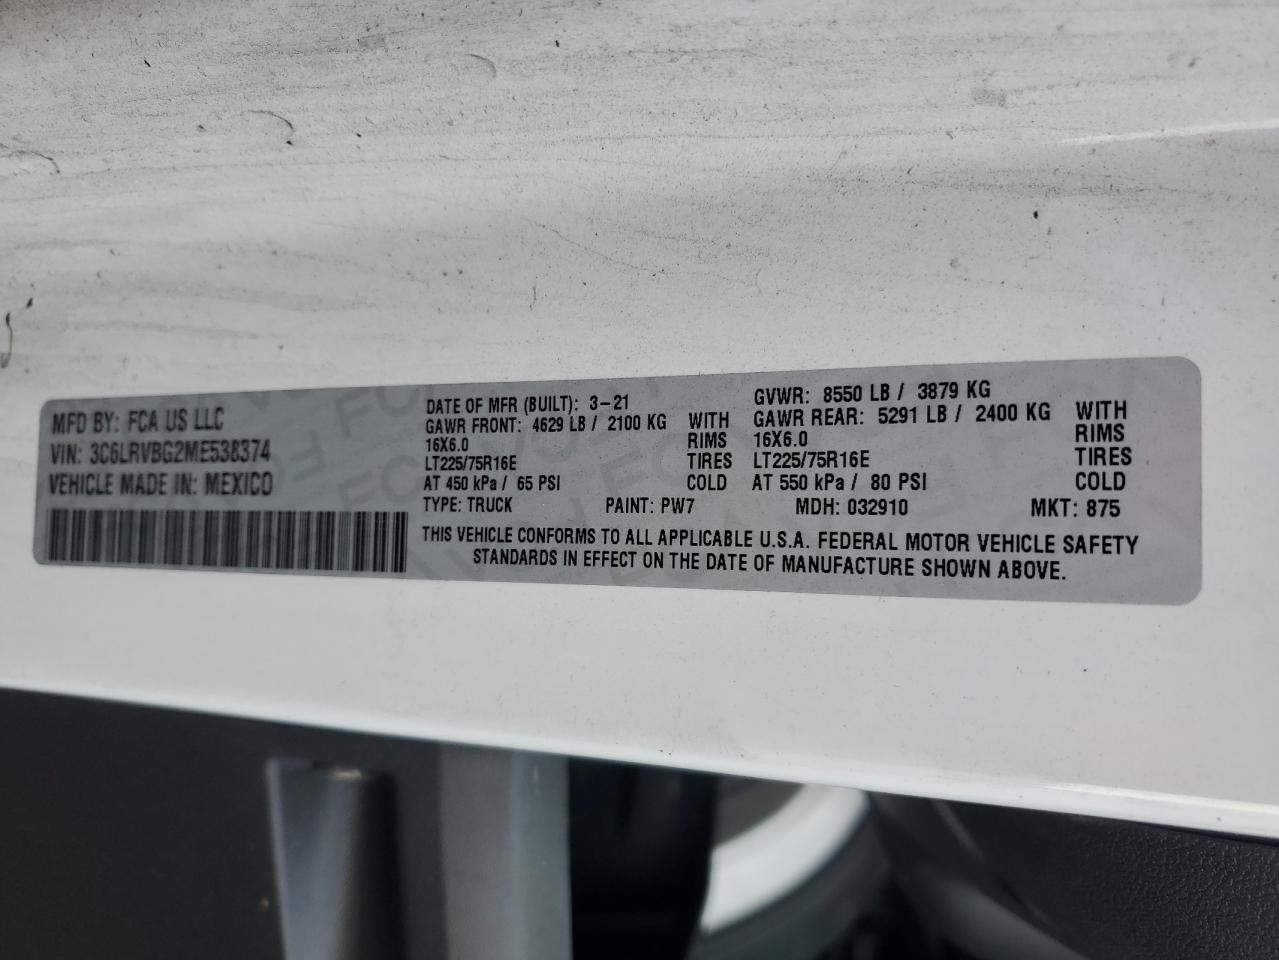 MFD BY: FCA US LLC
VIN: 3C6LRVBG2ME538374
VEHICLE MADE IN: MEXICO
DATE OF MFR (BUILT): 3-21
GAWR FRONT: 4629 LB / 2100 KG WITH
16X6.0 RIMS
LT225/75R16E TIRES
AT 450 kPa / 65 PSI COLD
GVWR: 8550 LB / 3879 KG
GAWR REAR: 5291 LB / 2400 KG WITH
16X6.0 RIMS
LT225/75R16E TIRES
AT 550 kPa / 80 PSI COLD
TYPE: TRUCK PAINT: PW7 MDH: 032910 MKT: 875
THIS VEHICLE CONFORMS TO ALL APPLICABLE U.S.A. FEDERAL MOTOR VEHICLE SAFETY
STANDARDS IN EFFECT ON THE DATE OF MANUFACTURE SHOWN ABOVE.